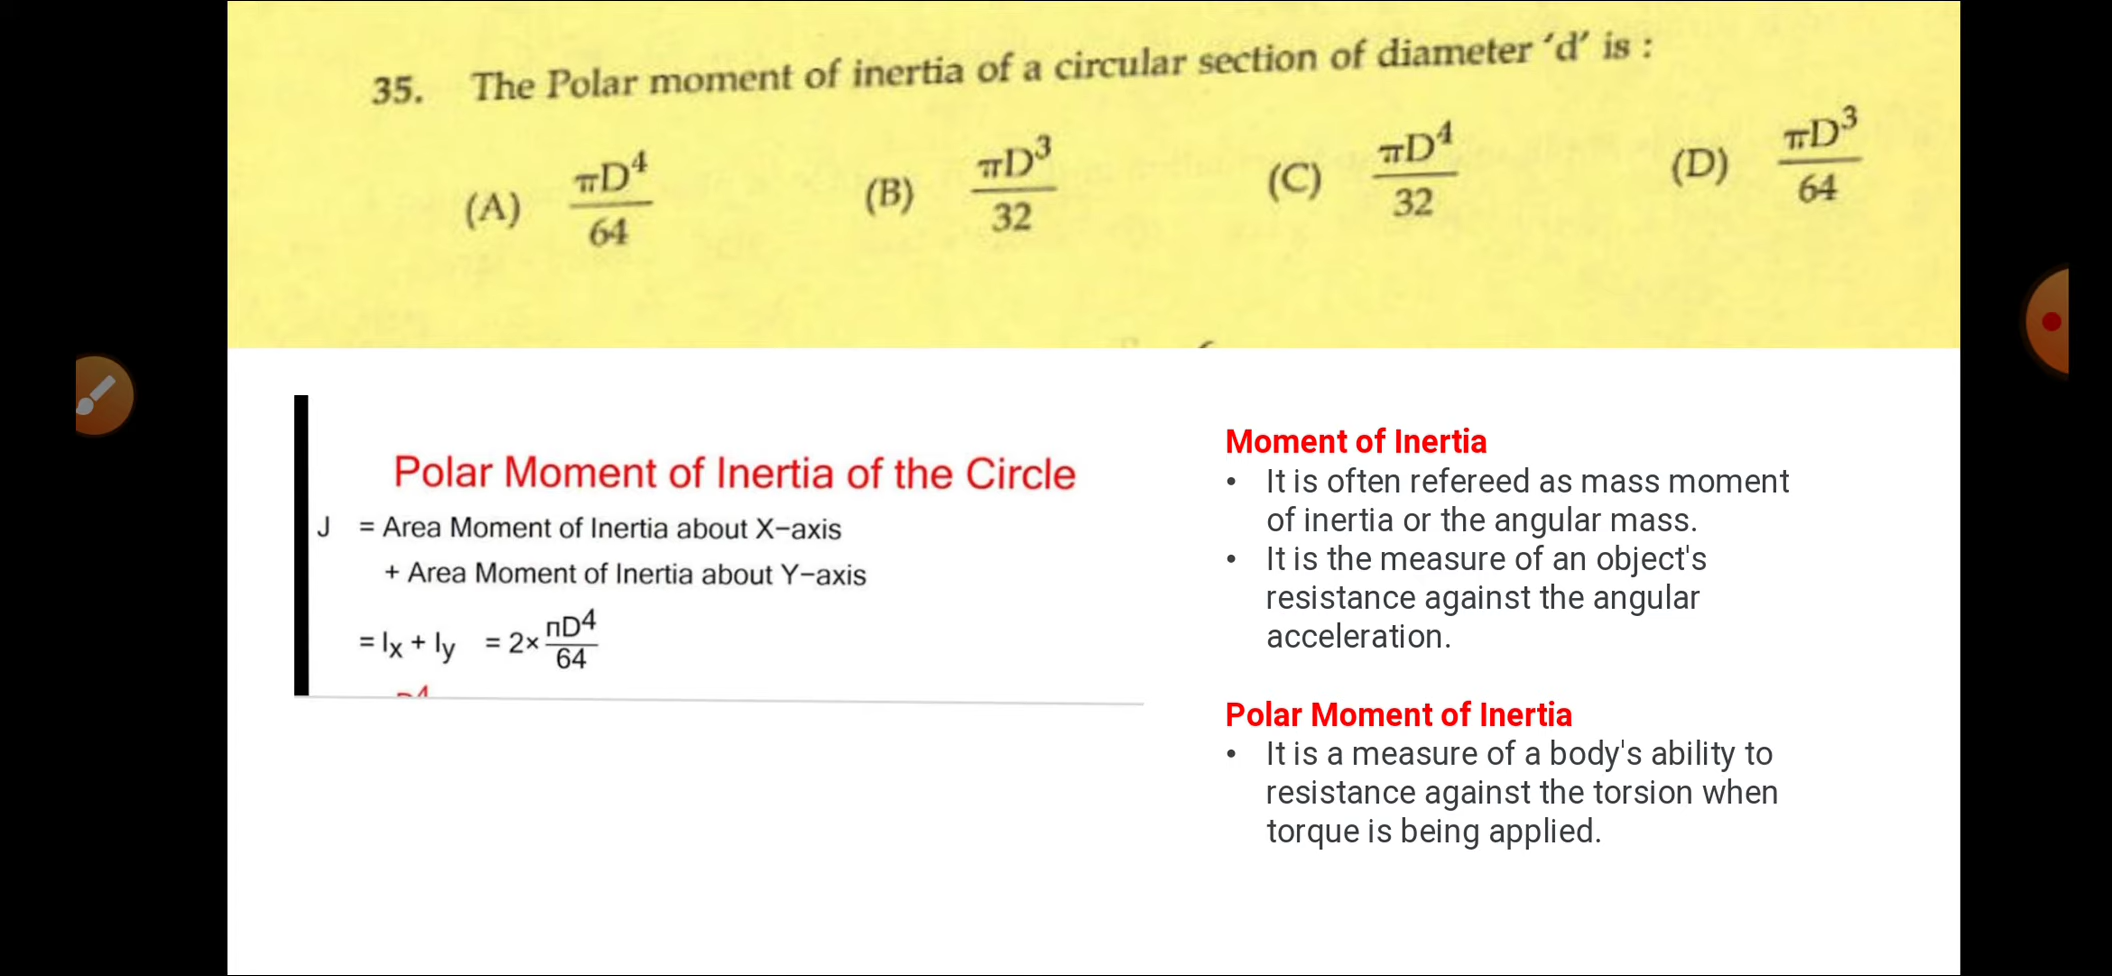 35. The Polar moment of inertia of a circular section of diameter 'd' is :
(A) πD⁴/64 (B) πD³/32 (C) πD⁴/32 (D) πD³/64
Polar Moment of Inertia of the Circle
J = Area Moment of Inertia about X-axis
+ Area Moment of Inertia about Y-axis
= Ix + Iy = 2× πD⁴/64
Moment of Inertia
• It is often refereed as mass moment
of inertia or the angular mass.
• It is the measure of an object's
resistance against the angular
acceleration.
Polar Moment of Inertia
• It is a measure of a body's ability to
resistance against the torsion when
torque is being applied.